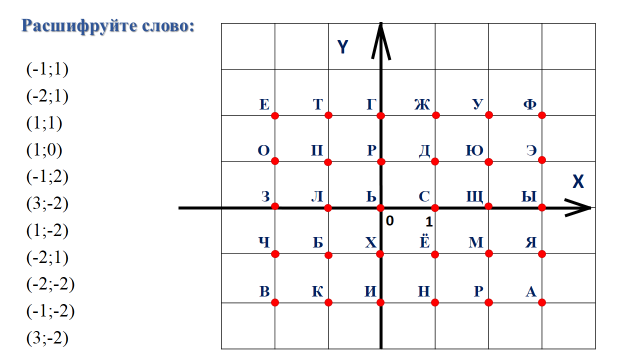 Расшифруйте слово:
(-1;1)
(-2;1)
(1;1)
(1;0)
(-1;2)
(3;-2)
(1;-2)
(-2;1)
(-2;-2)
(-1;-2)
(3;-2)
Y
Е Т Г Ж У Ф
О П Р Д Ю Э
X
З Л Ь С Щ Ы
0 1
Ч Б Х Ё М Я
В К И Н Р А